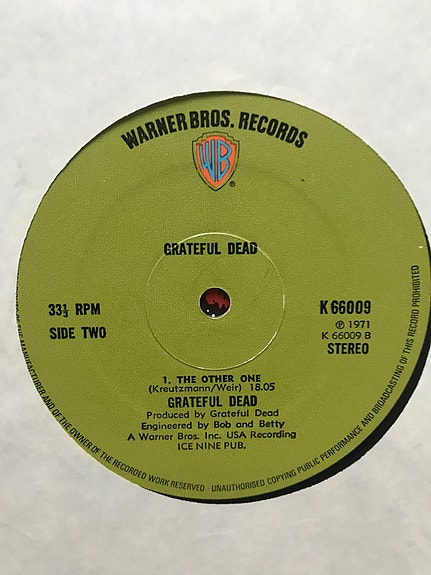 WARNER BROS. RECORDS
WB
®
GRATEFUL DEAD
33⅓ RPM
SIDE TWO
K 66009
℗ 1971
K 66009 B
STEREO
1. THE OTHER ONE
(Kreutzmann/Weir) 18.05
GRATEFUL DEAD
Produced by Grateful Dead
Engineered by Bob and Betty
A Warner Bros. Inc. USA Recording
ICE NINE PUB.
MANUFACTURER AND OF THE OWNER OF THE RECORDED WORK RESERVED - UNAUTHORISED COPYING PUBLIC PERFORMANCE AND BROADCASTING OF THIS RECORD PROHIBITED